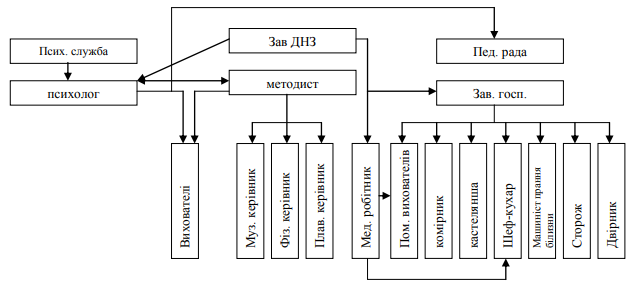 Псих. служба
Зав ДНЗ
Пед. рада
психолог
методист
Зав. госп.
Вихователі
Муз. керівник
Фіз. керівник
Плав. керівник
Мед. робітник
Пом. вихователів
комірник
кастелянша
Шеф-кухар
Машиніст прання
білизни
Сторож
Двірник